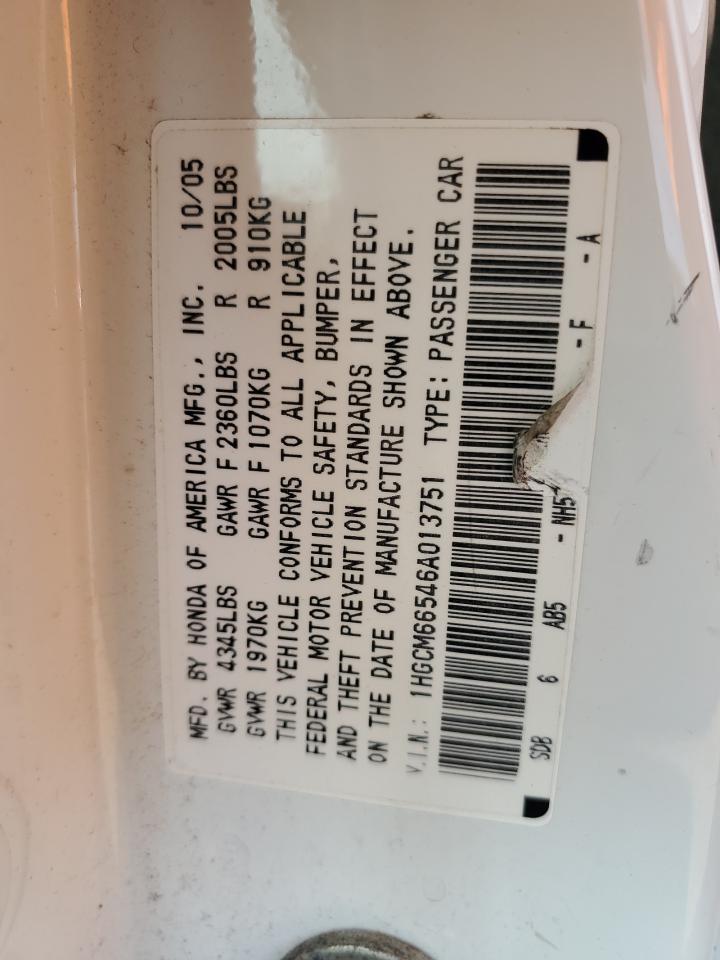 MFD. BY HONDA OF AMERICA MFG., INC. 10/05
GVWR 4345LBS GAWR F 2360LBS R 2005LBS
GVWR 1970KG GAWR F 1070KG R 910KG
THIS VEHICLE CONFORMS TO ALL APPLICABLE
FEDERAL MOTOR VEHICLE SAFETY, BUMPER,
AND THEFT PREVENTION STANDARDS IN EFFECT
ON THE DATE OF MANUFACTURE SHOWN ABOVE.
V.I.N.: 1HGCM66546A013751 TYPE: PASSENGER CAR
SDB 6 AB5 - NH5 - F - A